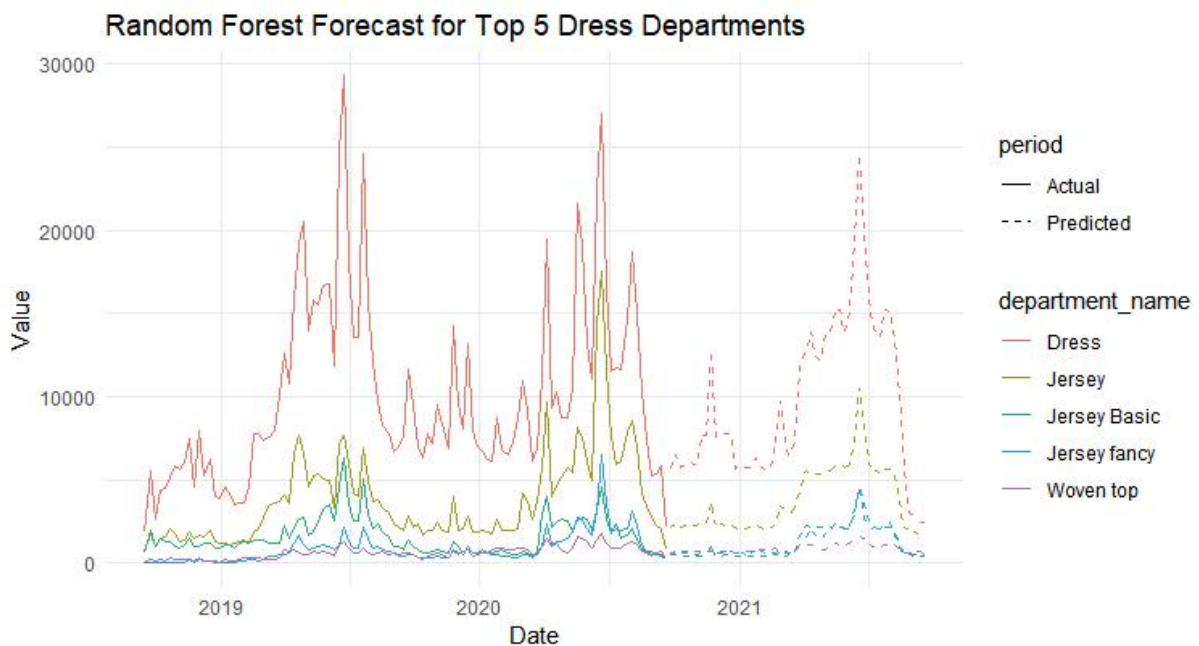 Random Forest Forecast for Top 5 Dress Departments
30000
20000
10000
0
Value
2019
2020
2021
Date
period
Actual
Predicted
department_name
Dress
Jersey
Jersey Basic
Jersey fancy
Woven top